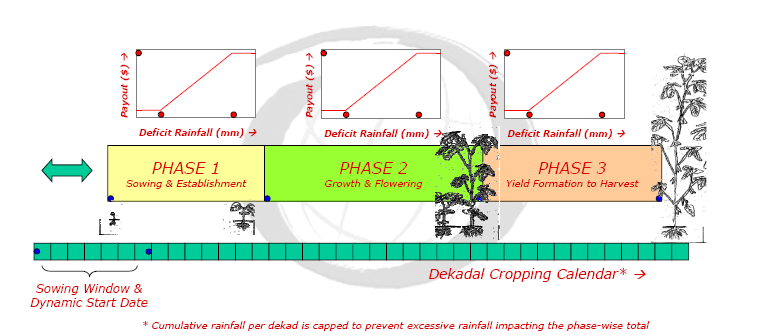 Payout ($) →
Payout ($) →
Payout ($) →
Deficit Rainfall (mm) →
Deficit Rainfall (mm) →
Deficit Rainfall (mm) →
PHASE 1
Sowing & Establishment
PHASE 2
Growth & Flowering
PHASE 3
Yield Formation to Harvest
Dekadal Cropping Calendar* →
Sowing Window &
Dynamic Start Date
* Cumulative rainfall per dekad is capped to prevent excessive rainfall impacting the phase-wise total